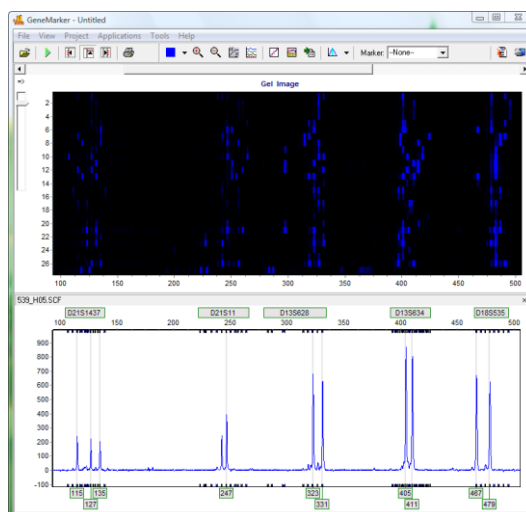 GeneMarker - Untitled
File View Project Applications Tools Help
Marker: --None--
Gel Image
2
4
6
8
10
12
14
16
18
20
22
24
26
100 150 200 250 300 350 400 450 500
539_H05.SCF
D21S1437 D21S11 D13S628 D13S634 D18S535
100 150 200 250 300 350 400 450 500
900
800
700
600
500
400
300
200
100
0
-100
115 135 247 323 405 467
127 331 411 479